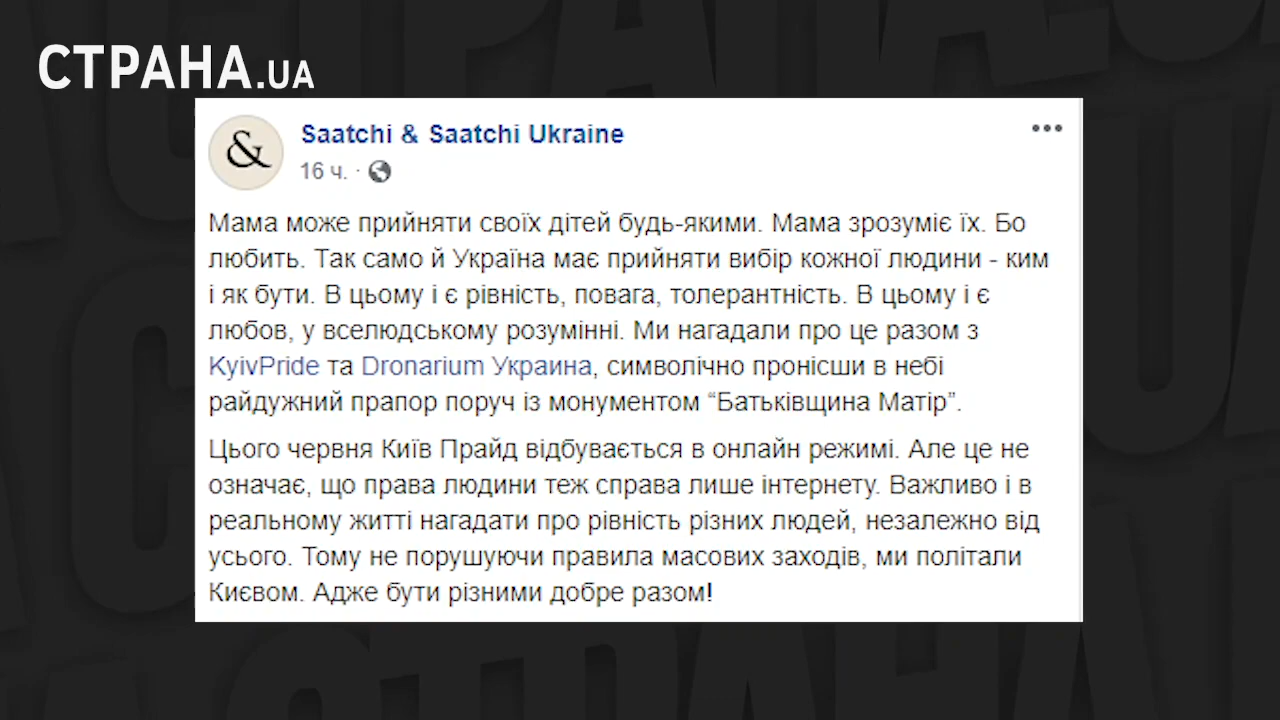 СТРАНА.UA
&
Saatchi & Saatchi Ukraine
16 ч. ·
Мама може прийняти своїх дітей будь-якими. Мама зрозуміє їх. Бо
любить. Так само й Україна має прийняти вибір кожної людини - ким
і як бути. В цьому і є рівність, повага, толерантність. В цьому і є
любов, у вселюдському розумінні. Ми нагадали про це разом з
KyivPride та Dronarium Украина, символічно пронісши в небі
райдужний прапор поруч із монументом “Батьківщина Матір”.
Цього червня Київ Прайд відбувається в онлайн режимі. Але це не
означає, що права людини теж справа лише інтернету. Важливо і в
реальному житті нагадати про рівність різних людей, незалежно від
усього. Тому не порушуючи правила масових заходів, ми політали
Києвом. Адже бути різними добре разом!